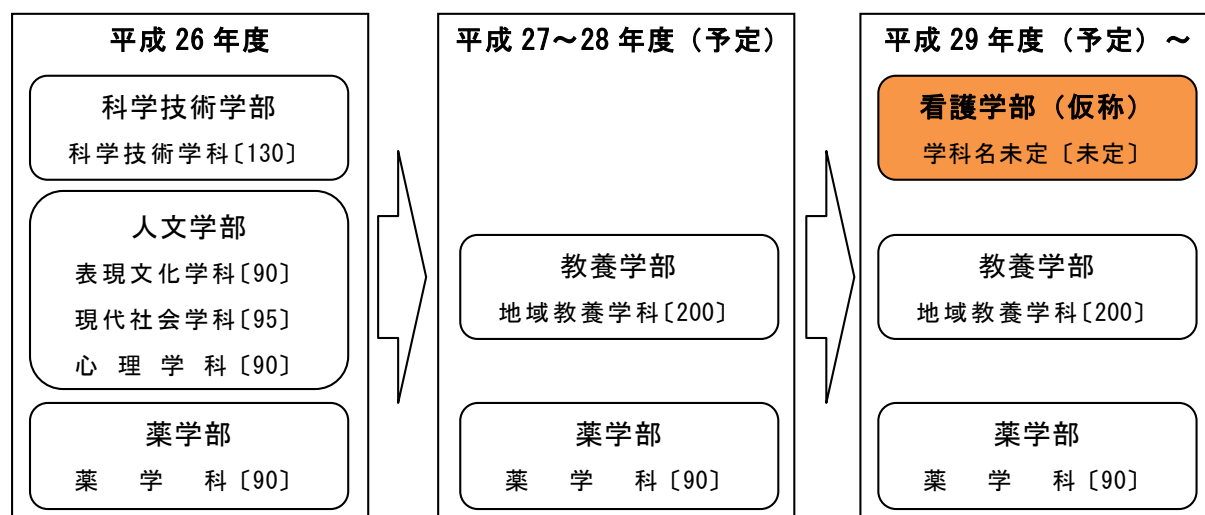 平成 26 年度
科学技術学部
科学技術学科〔130〕
人文学部
表現文化学科〔90〕
現代社会学科〔95〕
心 理 学 科〔90〕
薬学部
薬 学 科〔90〕
平成 27～28 年度（予定）
教養学部
地域教養学科〔200〕
薬学部
薬 学 科〔90〕
平成 29 年度（予定）～
看護学部（仮称）
学科名未定〔未定〕
教養学部
地域教養学科〔200〕
薬学部
薬 学 科〔90〕